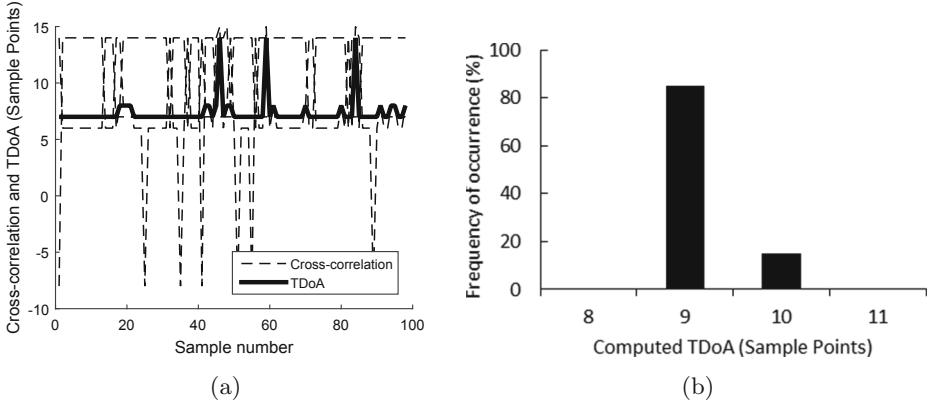 Cross-correlation and TDoA (Sample Points)
15
10
5
0
-5
-10
0
20
40
60
80
100
Cross-correlation
TDoA
Sample number
(a)
Frequency of occurrence (%)
100
80
60
40
20
0
8
9
10
11
Computed TDoA (Sample Points)
(b)